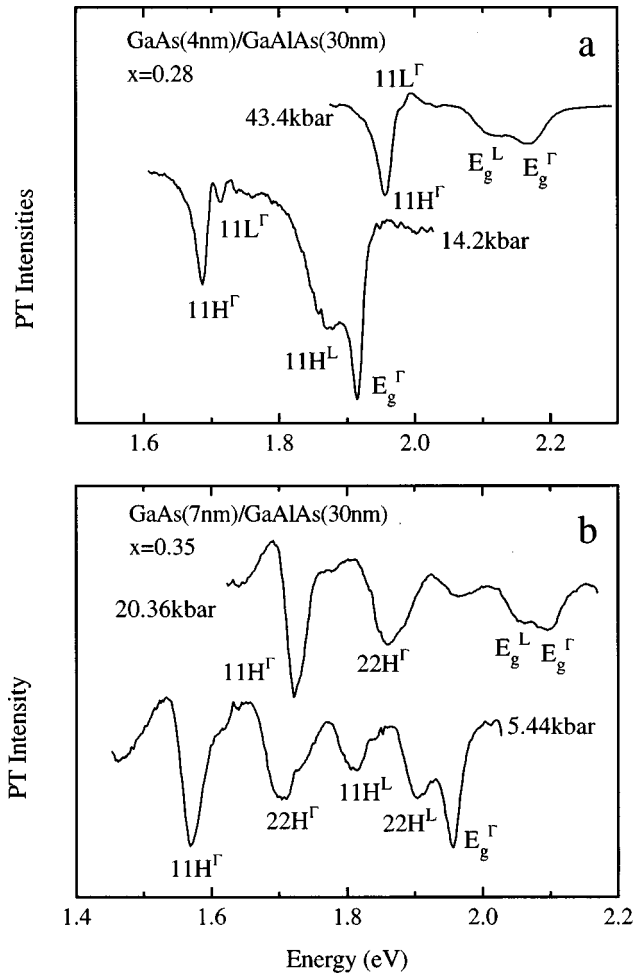 GaAs(4nm)/GaAlAs(30nm)
a
x=0.28
11L^Γ
43.4kbar
E_g^L
E_g^Γ
11H^Γ
11L^Γ
14.2kbar
11H^Γ
11H^L
E_g^Γ
PT Intensities
1.6
1.8
2.0
2.2
GaAs(7nm)/GaAlAs(30nm)
b
x=0.35
20.36kbar
E_g^L
E_g^Γ
11H^Γ
22H^Γ
5.44kbar
11H^L
22H^L
22H^Γ
E_g^Γ
11H^Γ
PT Intensity
1.4
1.6
1.8
2.0
2.2
Energy (eV)